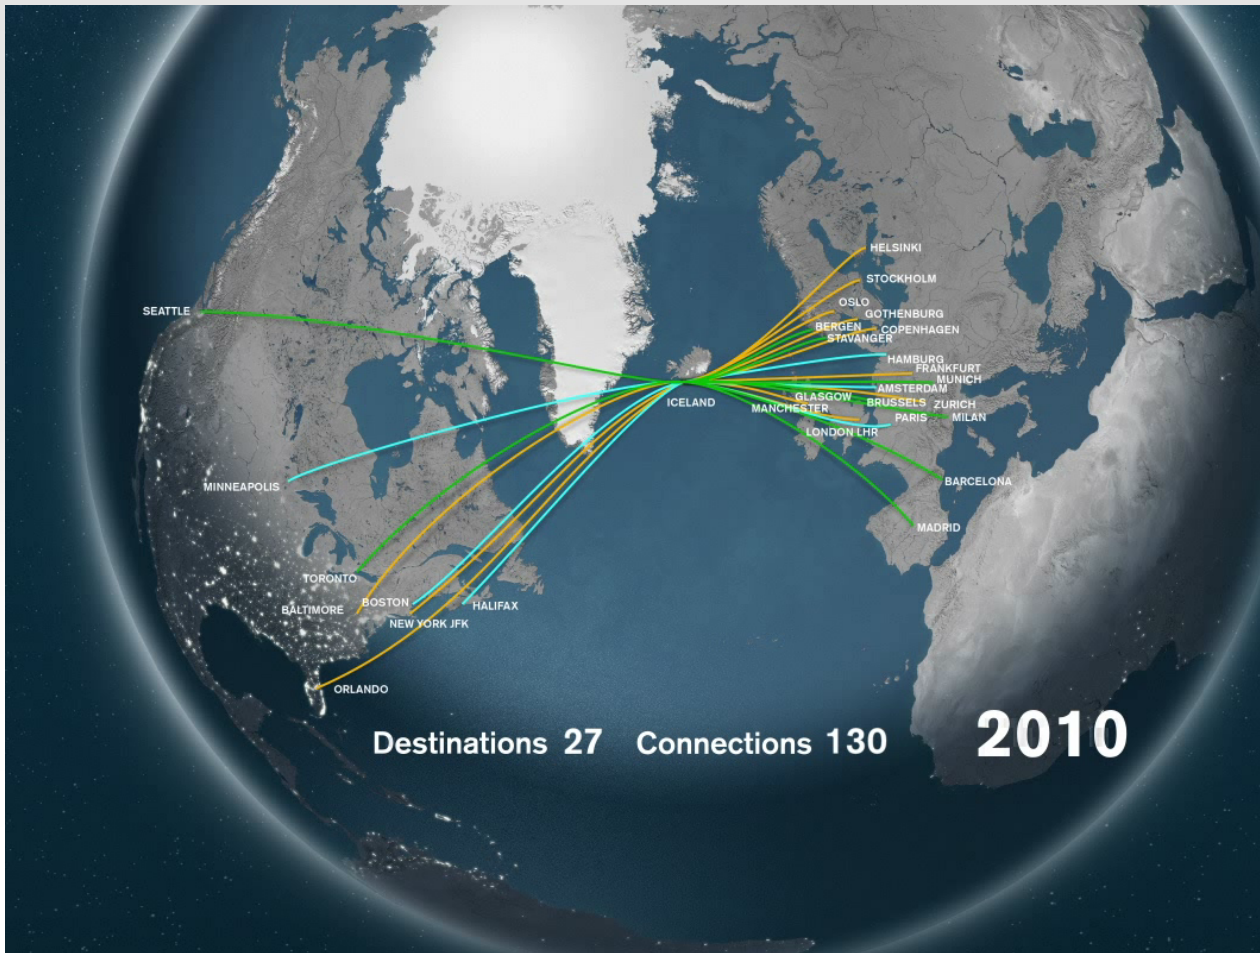 HELSINKI
STOCKHOLM
OSLO
SEATTLE
GOTHENBURG
BERGEN
COPENHAGEN
STAVANGER
HAMBURG
FRANKFURT
MUNICH
AMSTERDAM
GLASGOW
ICELAND
BRUSSELS
ZURICH
MANCHESTER
PARIS
MILAN
LONDON LHR
BARCELONA
MINNEAPOLIS
MADRID
TORONTO
BALTIMORE
BOSTON
HALIFAX
NEW YORK JFK
ORLANDO
Destinations 27 Connections 130
2010